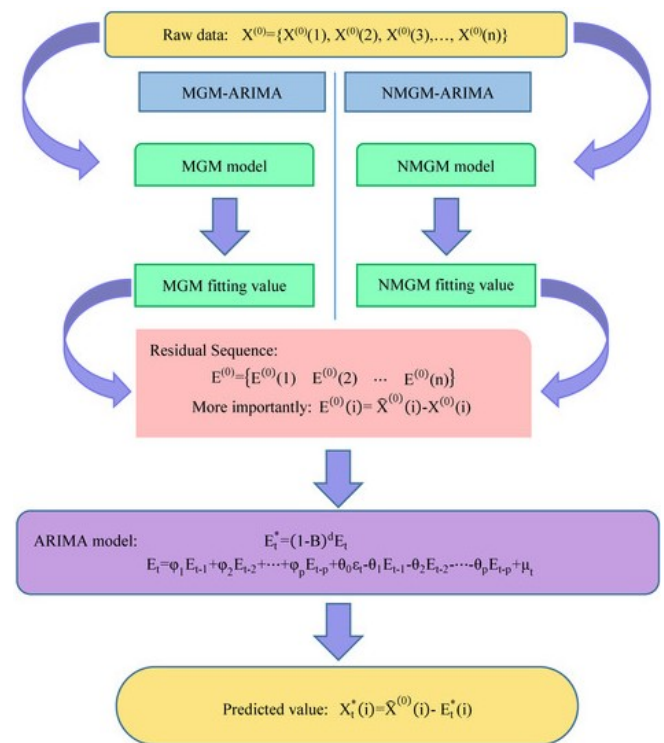 Raw data: X⁽⁰⁾={X⁽⁰⁾(1), X⁽⁰⁾(2), X⁽⁰⁾(3),…, X⁽⁰⁾(n)}
MGM-ARIMA NMGM-ARIMA
MGM model NMGM model
MGM fitting value NMGM fitting value
Residual Sequence:
E⁽⁰⁾={E⁽⁰⁾(1) E⁽⁰⁾(2) ··· E⁽⁰⁾(n)}
More importantly: E⁽⁰⁾(i)= X̂⁽⁰⁾(i)-X⁽⁰⁾(i)
ARIMA model: E*ₜ=(1-B)ᵈEₜ
Eₜ=φ₁Eₜ₋₁+φ₂Eₜ₋₂+···+φₚEₜ₋ₚ+θ₀εₜ-θ₁Eₜ₋₁-θ₂Eₜ₋₂-···-θₚEₜ₋ₚ+μₜ
Predicted value: X*ₜ(i)=X̂⁽⁰⁾(i)- E*ₜ(i)